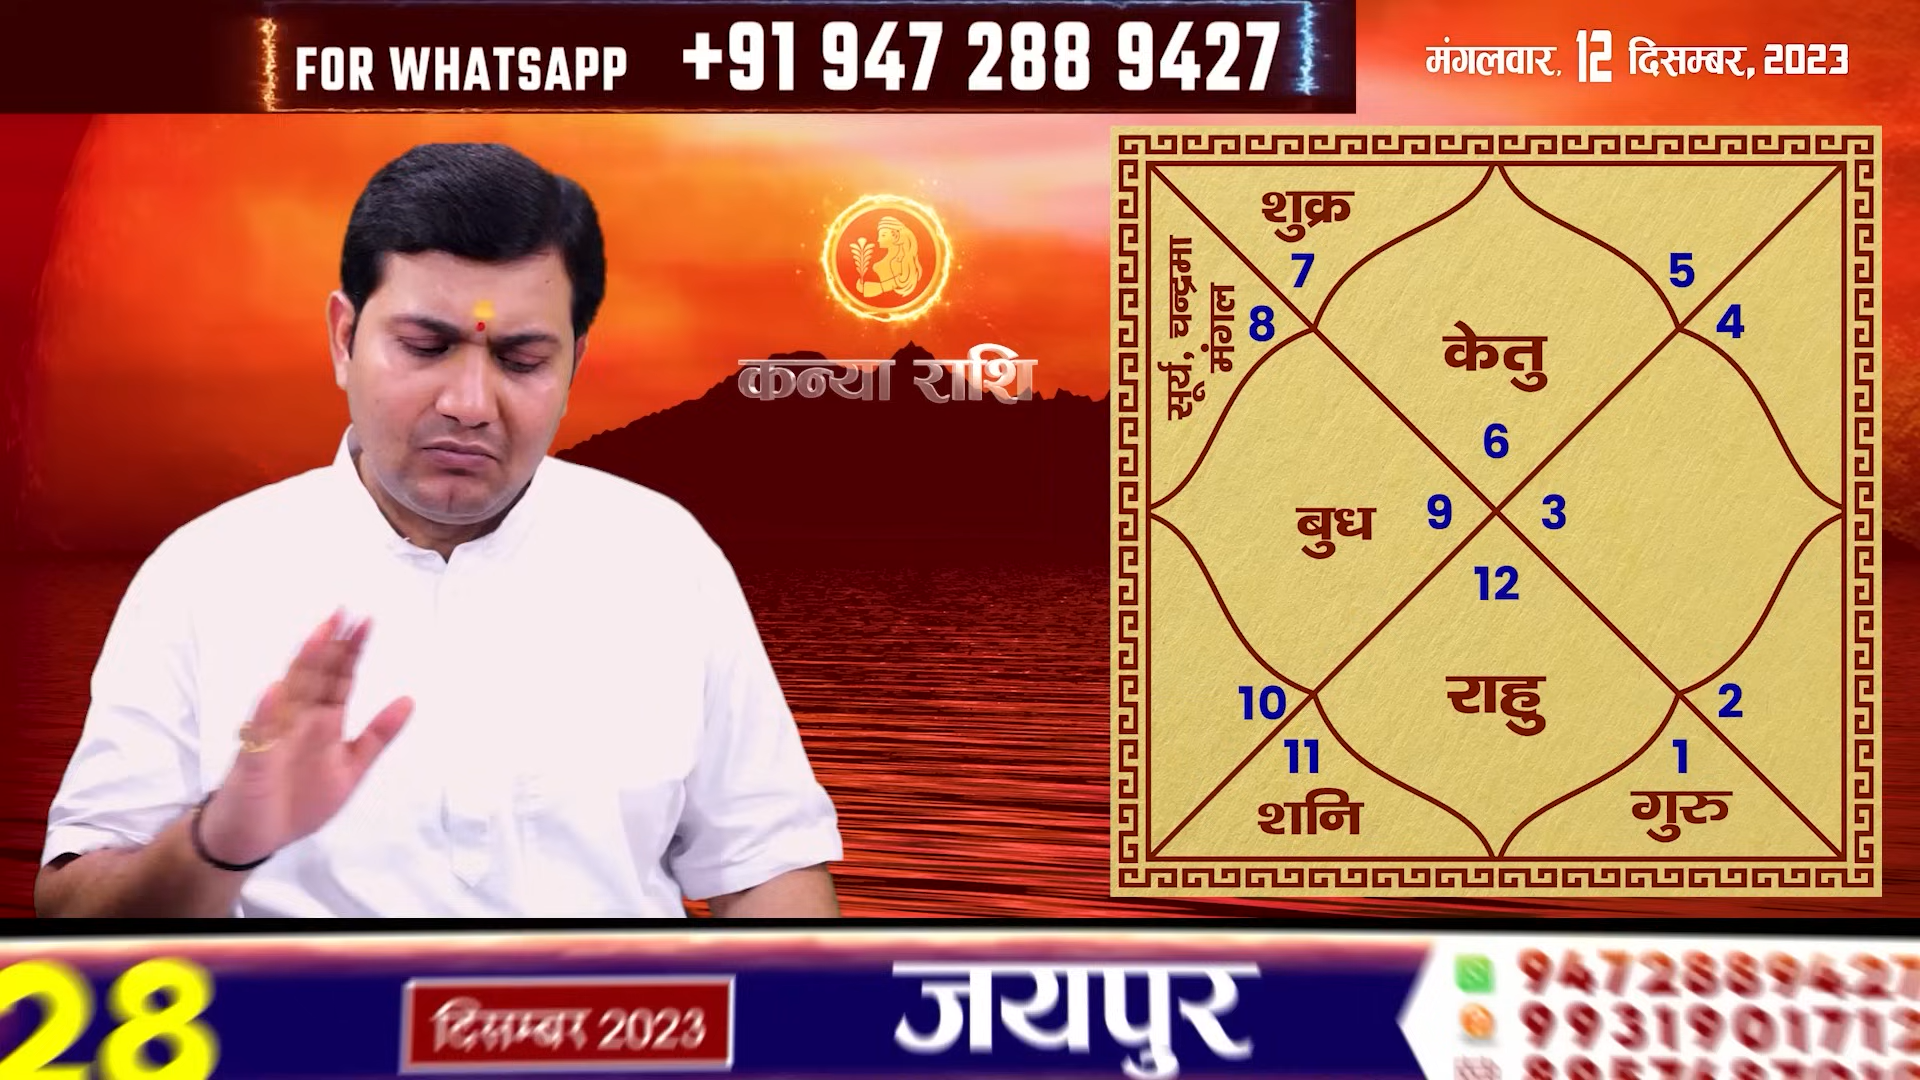 FOR WHATSAPP +91 947 288 9427
मंगलवार, 12 दिसम्बर, 2023
शुक्र
7
सूर्य, चन्द्रमा
मंगल
8
5
4
केतु
6
कन्या राशि
बुध
9
3
12
10
11
शनि
राहु
2
1
गुरु
28 दिसम्बर 2023 जयपुर
9472889427